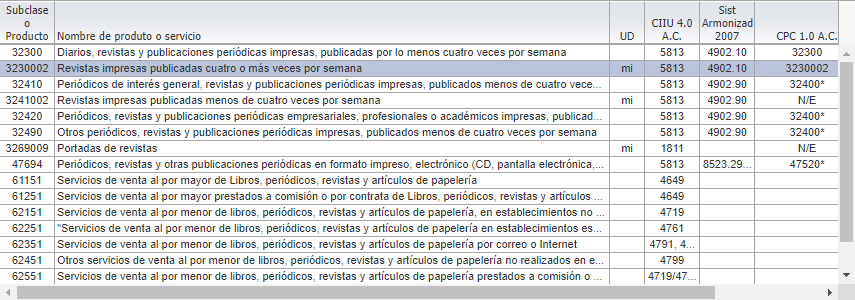 Subclase o Producto Nombre de produto o servicio UD CIIU 4.0 A.C. Sist Armonizad 2007 CPC 1.0 A.C.
32300 Diarios, revistas y publicaciones periódicas impresas, publicadas por lo menos cuatro veces por semana 5813 4902.10 32300
3230002 Revistas impresas publicadas cuatro o más veces por semana mi 5813 4902.10 3230002
32410 Periódicos de interés general, revistas y publicaciones periódicas impresas, publicados menos de cuatro vece... 5813 4902.90 32400*
3241002 Revistas impresas publicadas menos de cuatro veces por semana mi 5813 4902.90 N/E
32420 Periódicos, revistas y publicaciones periódicas empresariales, profesionales o académicos impresas, publicad... 5813 4902.90 32400*
32490 Otros periódicos, revistas y publicaciones periódicas impresas, publicados menos de cuatro veces por semana 5813 4902.90 32400*
3269009 Portadas de revistas mi 1811 N/E
47694 Periódicos, revistas y otras publicaciones periódicas en formato impreso, electrónico (CD, pantalla electrónica,... 5813 8523.29... 47520*
61151 Servicios de venta al por mayor de Libros, periódicos, revistas y artículos de papelería 4649
61251 Servicios de venta al por mayor prestados a comisión o por contrata de Libros, periódicos, revistas y artículos ... 4649
62151 Servicios de venta al por menor de libros, periódicos, revistas y artículos de papelería, en establecimientos no ... 4719
62251 "Servicios de venta al por menor de libros, periódicos, revistas y artículos de papelería en establecimientos es... 4761
62351 Servicios de venta al por menor de libros, periódicos, revistas y artículos de papelería por correo o Internet 4791, 4...
62451 Otros servicios de venta al por menor de libros, periódicos, revistas y artículos de papelería no realizados en e... 4799
62551 Servicios de venta al por menor de libros, periódicos, revistas y artículos de papelería prestados a comisión o ... 4719/47...